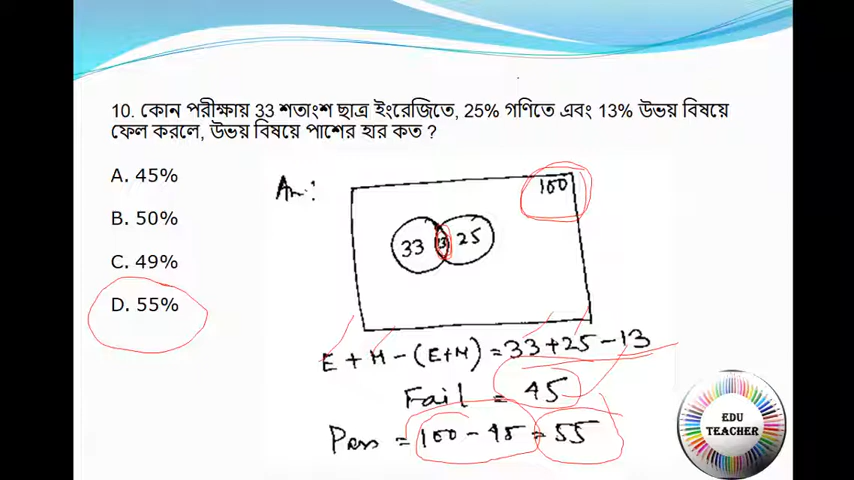 10. কোন পরীক্ষায় 33 শতাংশ ছাত্র ইংরেজিতে, 25% গণিতে এবং 13% উভয় বিষয়ে
ফেল করলে, উভয় বিষয়ে পাশের হার কত ?
A. 45%
B. 50%
C. 49%
D. 55%
Ans:
100
33 13 25
E + M - (E+M) = 33 + 25 - 13
Fail = 45
Pass = 100 - 45 = 55
EDU
TEACHER